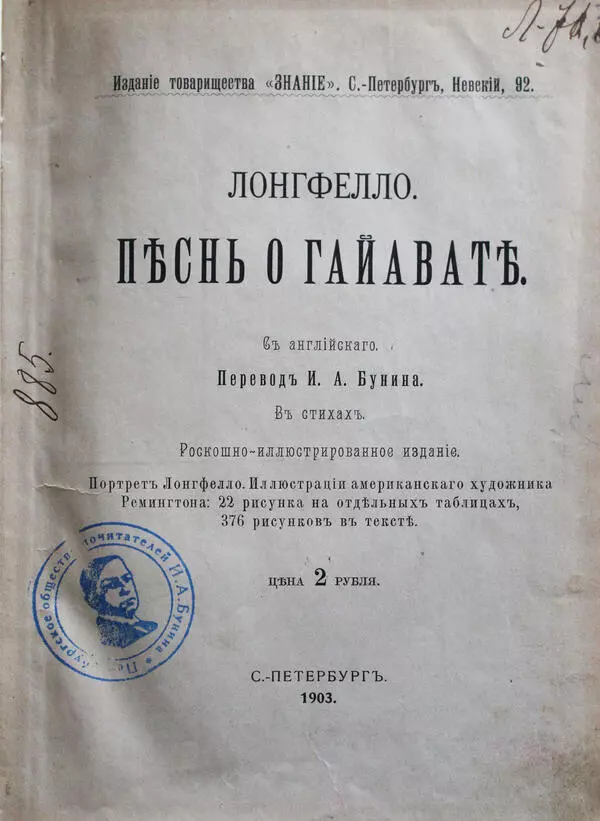 Изданіе товарищества «ЗНАНІЕ». С.-Петербургъ, Невскій, 92.
ЛОНГФЕЛЛО.
ПѢСНЬ О ГАЙАВАТѢ.
Съ англійскаго.
Переводъ И. А. Бунина.
Въ стихахъ.
Роскошно-иллюстрированное изданіе.
Портретъ Лонгфелло. Иллюстраціи американскаго художника
Ремингтона: 22 рисунка на отдѣльныхъ таблицахъ,
376 рисунковъ въ текстѣ.
ЦѢНА 2 РУБЛЯ.
С.-ПЕТЕРБУРГЪ.
1903.
885.
почитателей И.А.Бунина